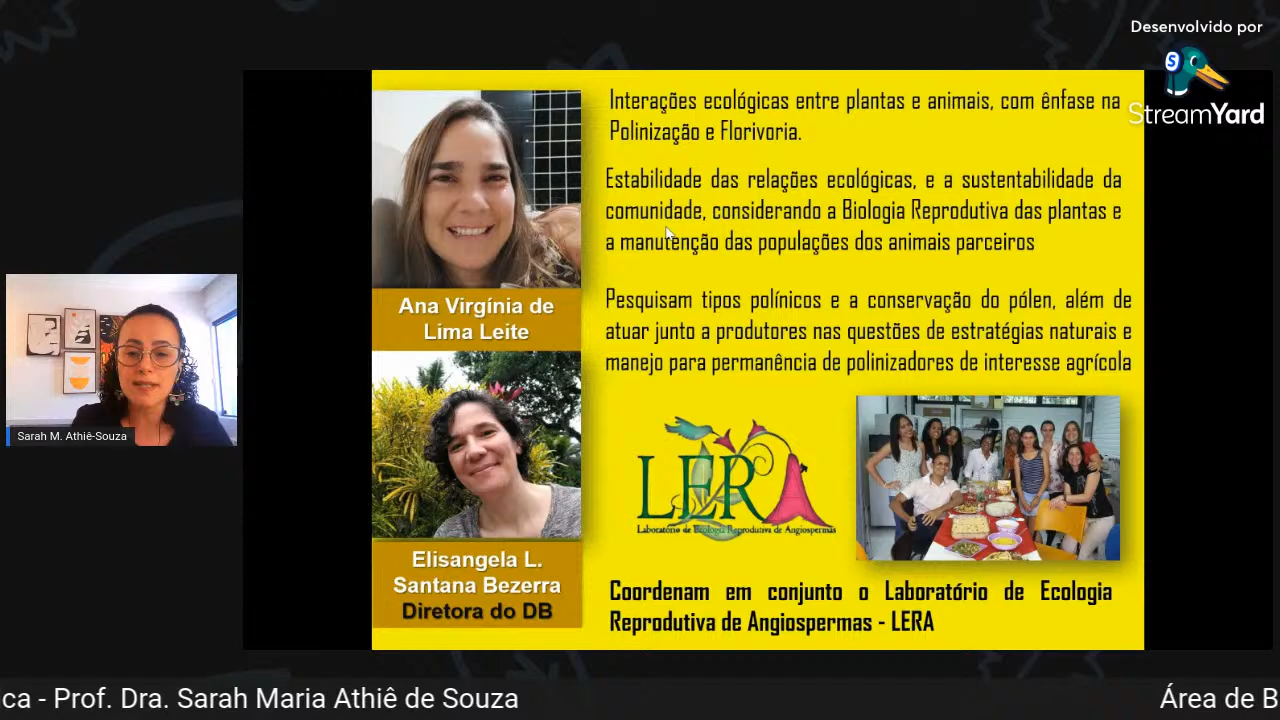 Desenvolvido por
StreamYard
Interações ecológicas entre plantas e animais, com ênfase na
Polinização e Florivoria.
Estabilidade das relações ecológicas, e a sustentabilidade da
comunidade, considerando a Biologia Reprodutiva das plantas e
a manutenção das populações dos animais parceiros
Ana Virgínia de
Lima Leite
Pesquisam tipos polínicos e a conservação do pólen, além de
atuar junto a produtores nas questões de estratégias naturais e
manejo para permanência de polinizadores de interesse agrícola
Sarah M. Athiê-Souza
LERA
Laboratório de Ecologia Reprodutiva de Angiospermas
Elisangela L.
Santana Bezerra
Diretora do DB
Coordenam em conjunto o Laboratório de Ecologia
Reprodutiva de Angiospermas - LERA
ca - Prof. Dra. Sarah Maria Athiê de Souza
Área de B